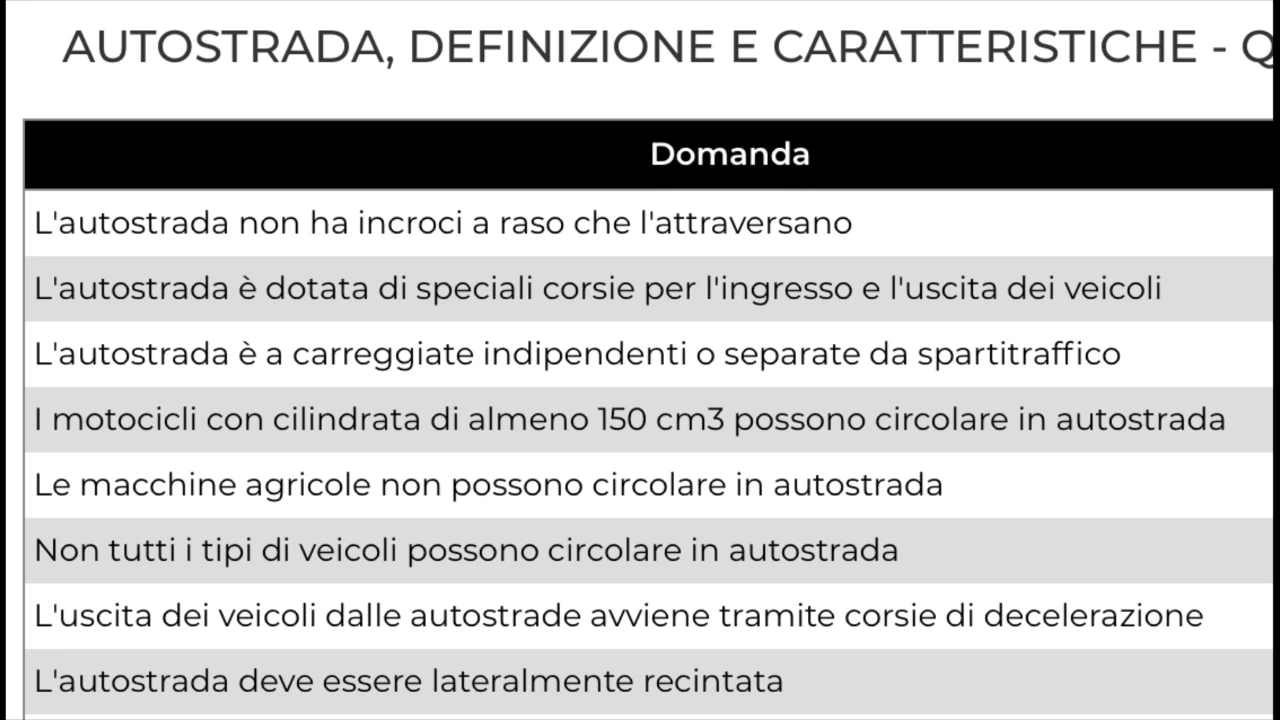 AUTOSTRADA, DEFINIZIONE E CARATTERISTICHE -
Domanda
L'autostrada non ha incroci a raso che l'attraversano
L'autostrada è dotata di speciali corsie per l'ingresso e l'uscita dei veicoli
L'autostrada è a carreggiate indipendenti o separate da spartitraffico
I motocicli con cilindrata di almeno 150 cm3 possono circolare in autostrada
Le macchine agricole non possono circolare in autostrada
Non tutti i tipi di veicoli possono circolare in autostrada
L'uscita dei veicoli dalle autostrade avviene tramite corsie di decelerazione
L'autostrada deve essere lateralmente recintata